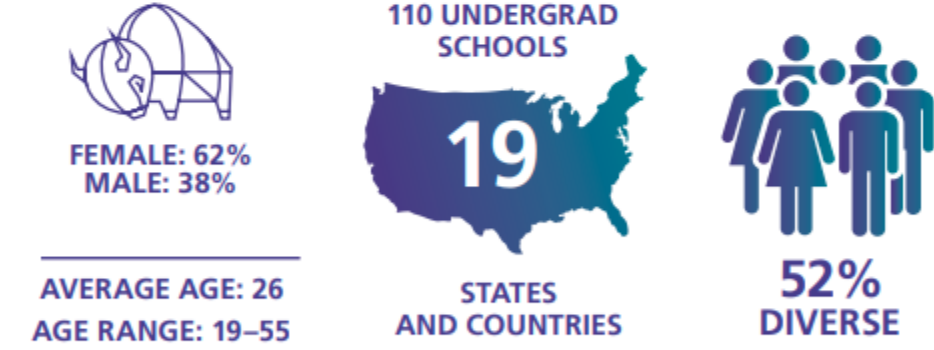 FEMALE: 62%
MALE: 38%
AVERAGE AGE: 26
AGE RANGE: 19–55
110 UNDERGRAD
SCHOOLS
19
STATES
AND COUNTRIES
52%
DIVERSE